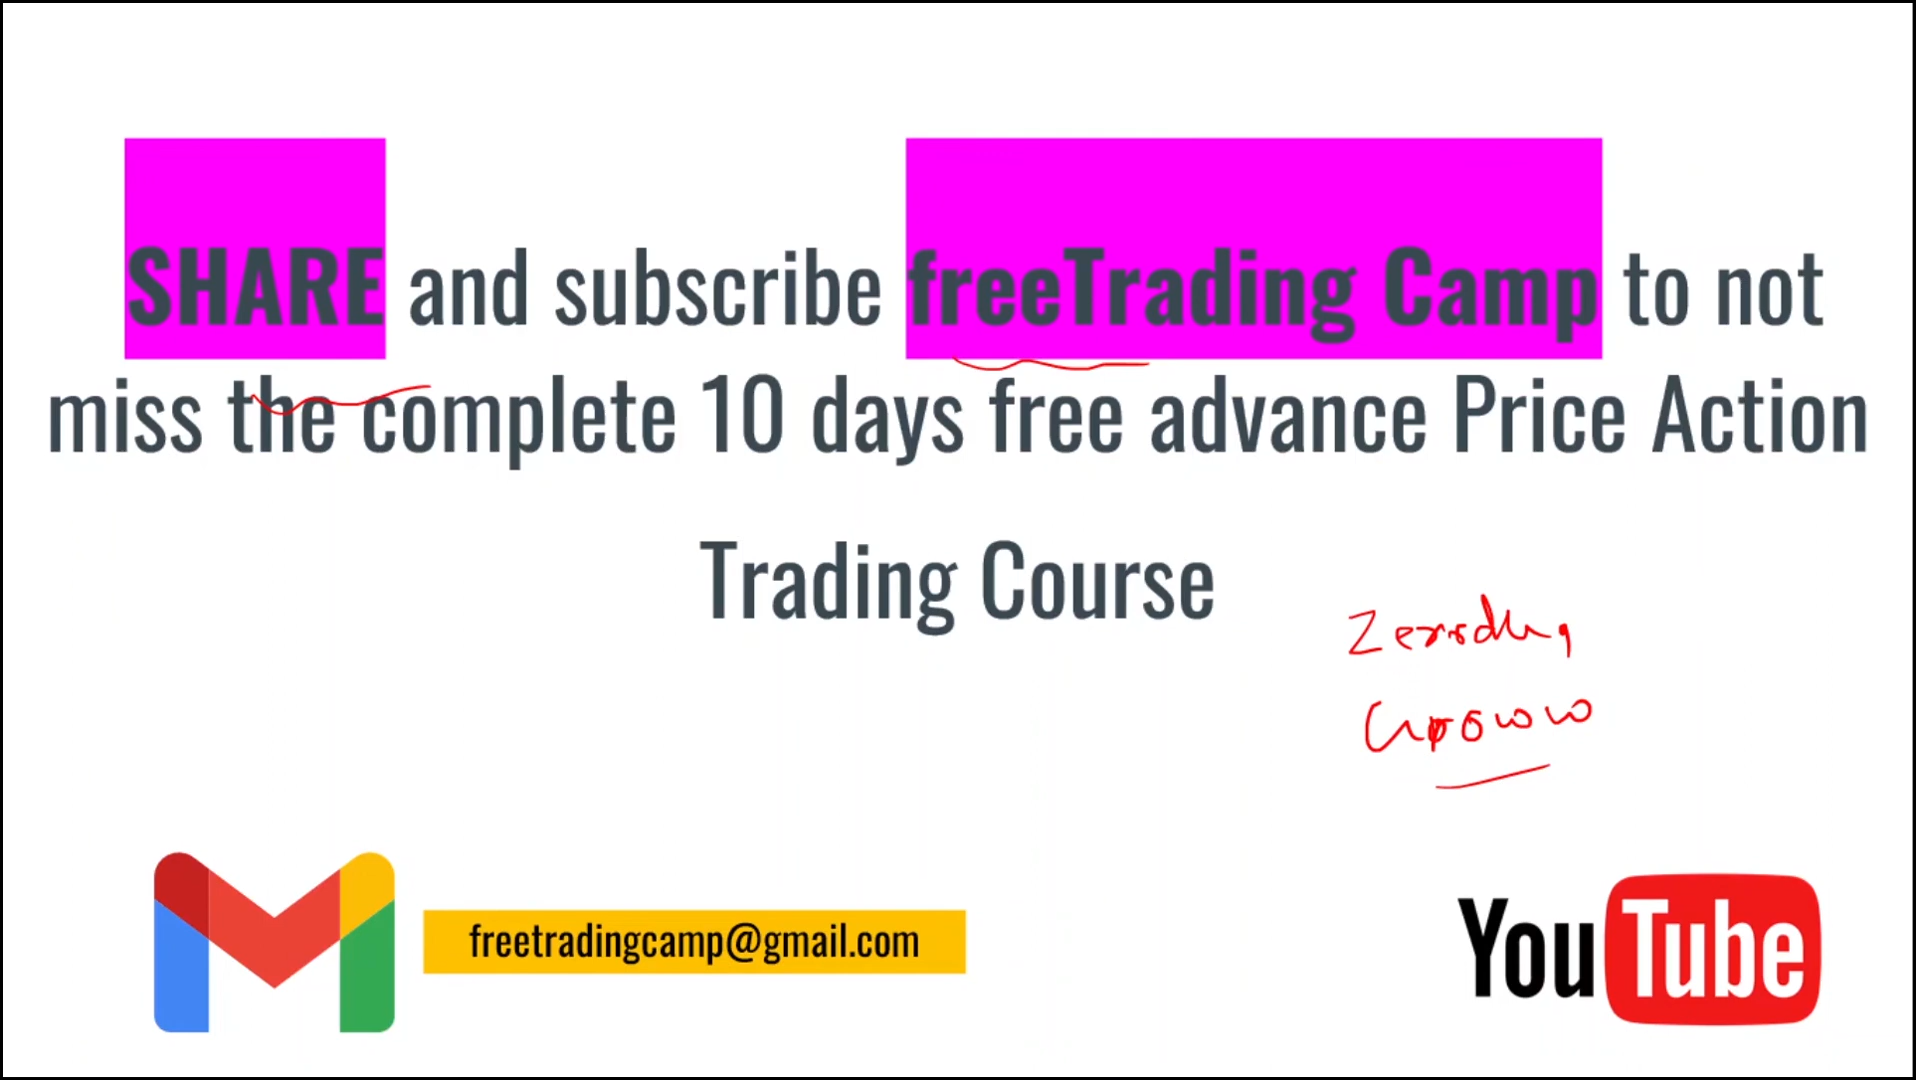 SHARE and subscribe freeTrading Camp to not
miss the complete 10 days free advance Price Action
Trading Course
Groww
freetradingcamp@gmail.com
YouTube